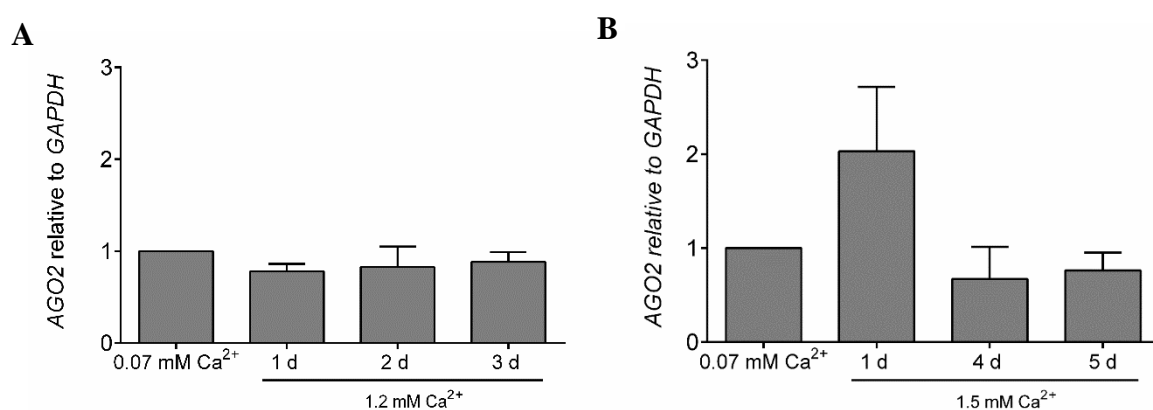 A
AGO2 relative to GAPDH
3
2
1
0
0.07 mM Ca²⁺ 1 d 2 d 3 d
1.2 mM Ca²⁺
B
AGO2 relative to GAPDH
3
2
1
0
0.07 mM Ca²⁺ 1 d 4 d 5 d
1.5 mM Ca²⁺